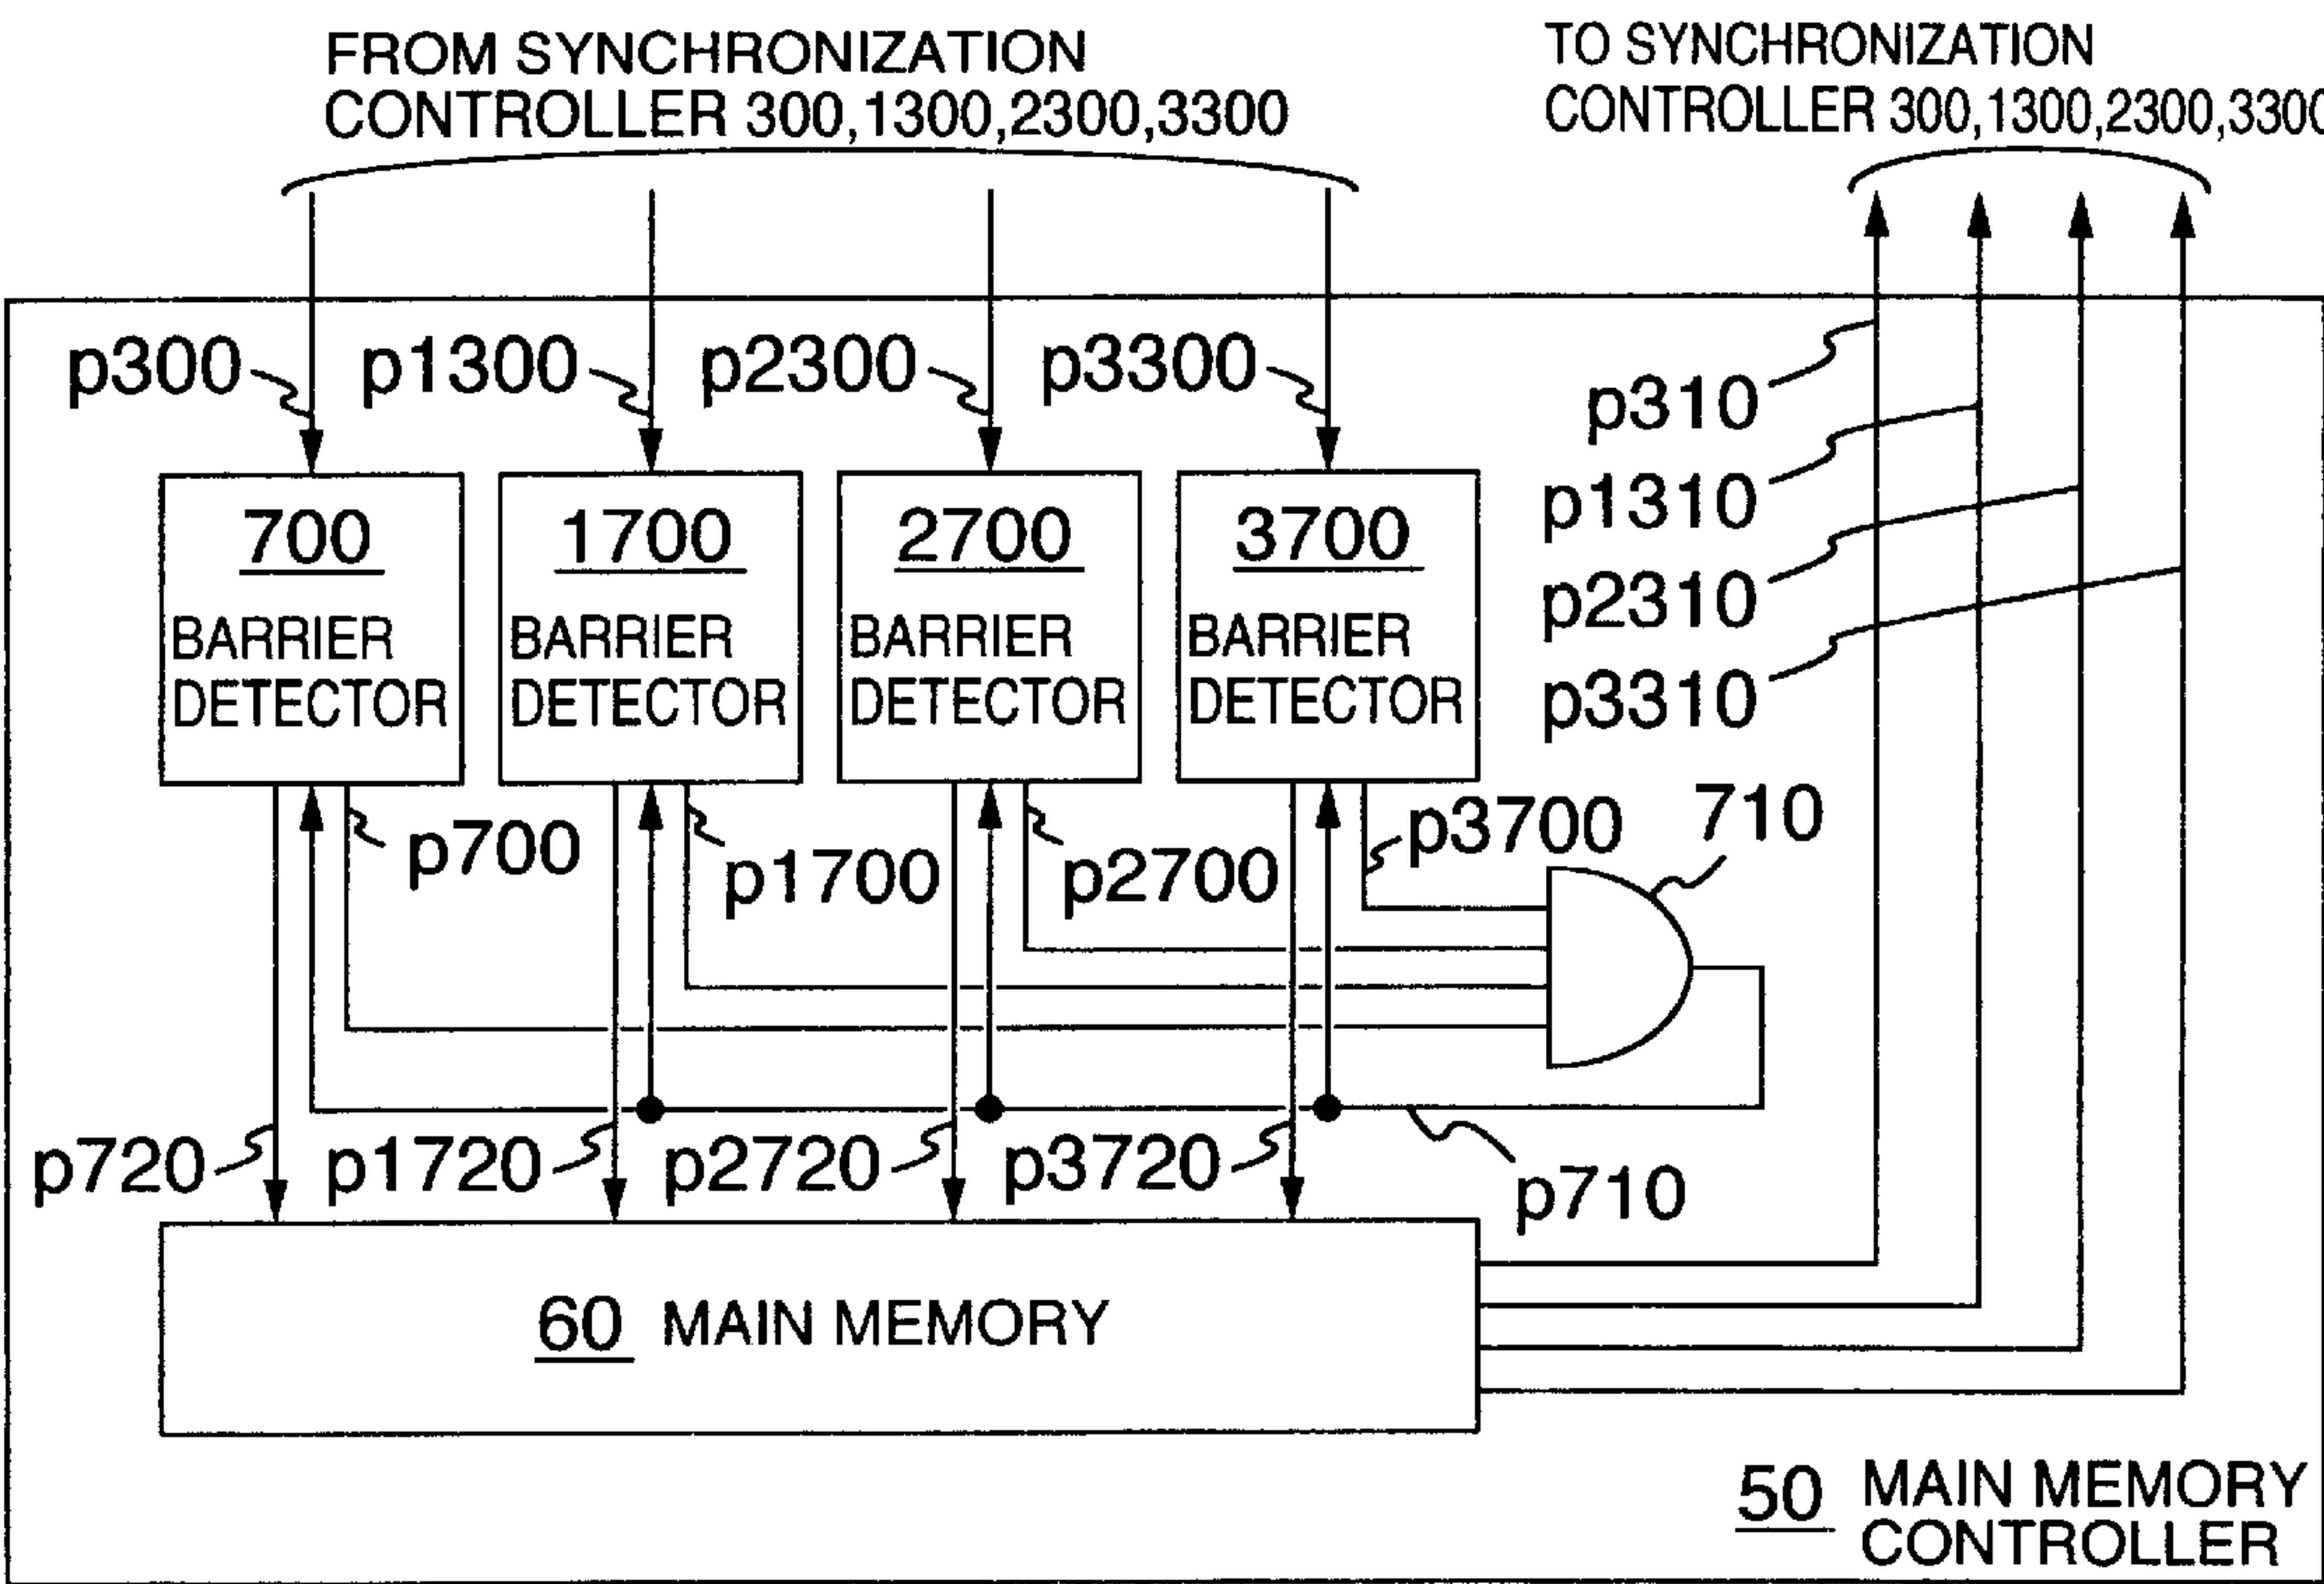 FROM SYNCHRONIZATION
CONTROLLER 300,1300,2300,3300
TO SYNCHRONIZATION
CONTROLLER 300,1300,2300,3300
p300
p1300
p2300
p3300
p310
p1310
p2310
p3310
700
BARRIER
DETECTOR
1700
BARRIER
DETECTOR
2700
BARRIER
DETECTOR
3700
BARRIER
DETECTOR
p700
p1700
p2700
p3700
710
p720
p1720
p2720
p3720
p710
60 MAIN MEMORY
50 MAIN MEMORY
CONTROLLER